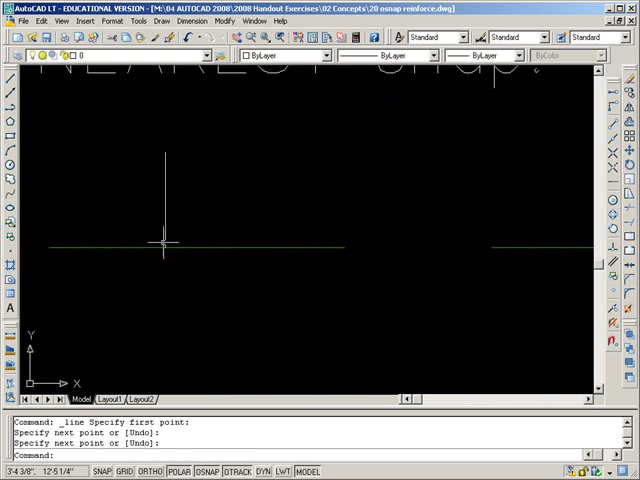 AutoCAD LT - EDUCATIONAL VERSION - [M:\04 AUTOCAD 2008\2008 Handout Exercises\02 Concepts\20 osnap reinforce.dwg]
File Edit View Insert Format Tools Draw Dimension Modify Window Help
Standard Standard Standard
0 ByLayer ByLayer ByLayer ByColor
NEAREST snap.
A
Y
X
Model Layout1 Layout2
Command: _line Specify first point:
Specify next point or [Undo]:
Specify next point or [Undo]:
Command:
3'-4 3/8", 12'-5 1/4" SNAP GRID ORTHO POLAR OSNAP OTRACK DYN LWT MODEL